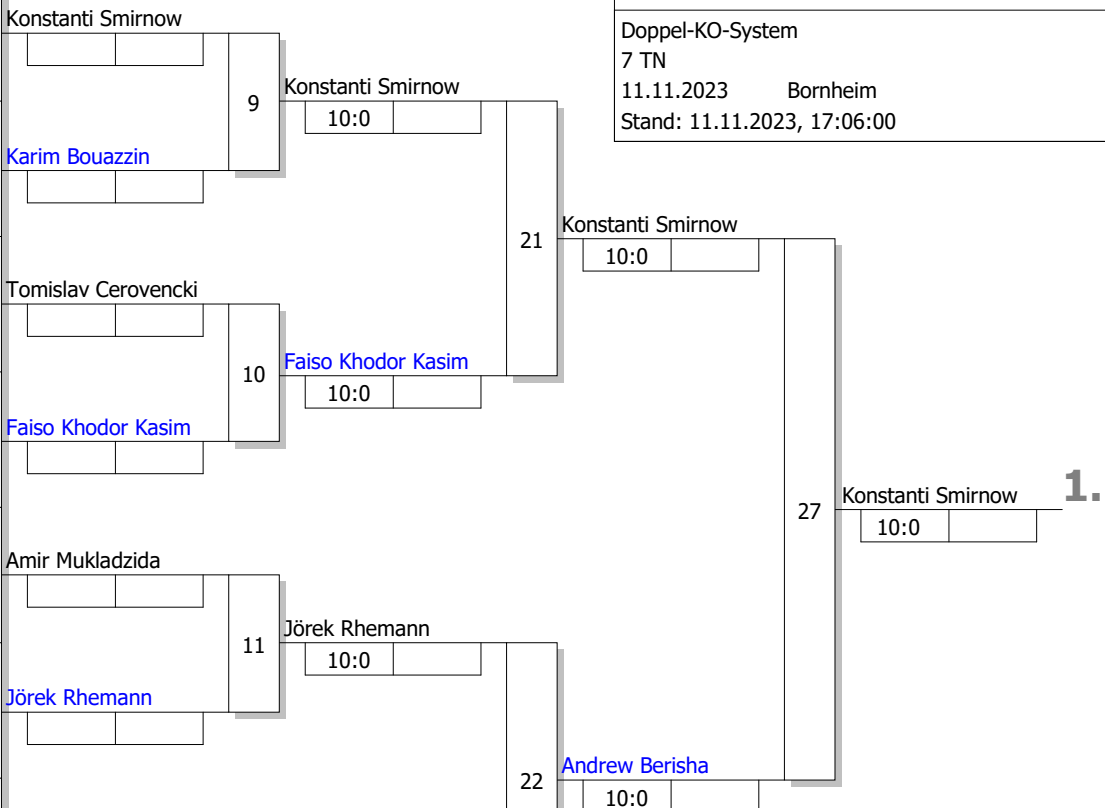 Konstanti Smirnow
Doppel-KO-System
7 TN
11.11.2023 Bornheim
Stand: 11.11.2023, 17:06:00
9
Konstanti Smirnow
10:0
Karim Bouazzin
21
Konstanti Smirnow
10:0
Tomislav Cerovencki
10
Faiso Khodor Kasim
10:0
Faiso Khodor Kasim
27
Konstanti Smirnow
1.
10:0
Amir Mukladzida
11
Jörek Rhemann
10:0
Jörek Rhemann
22
Andrew Berisha
10:0